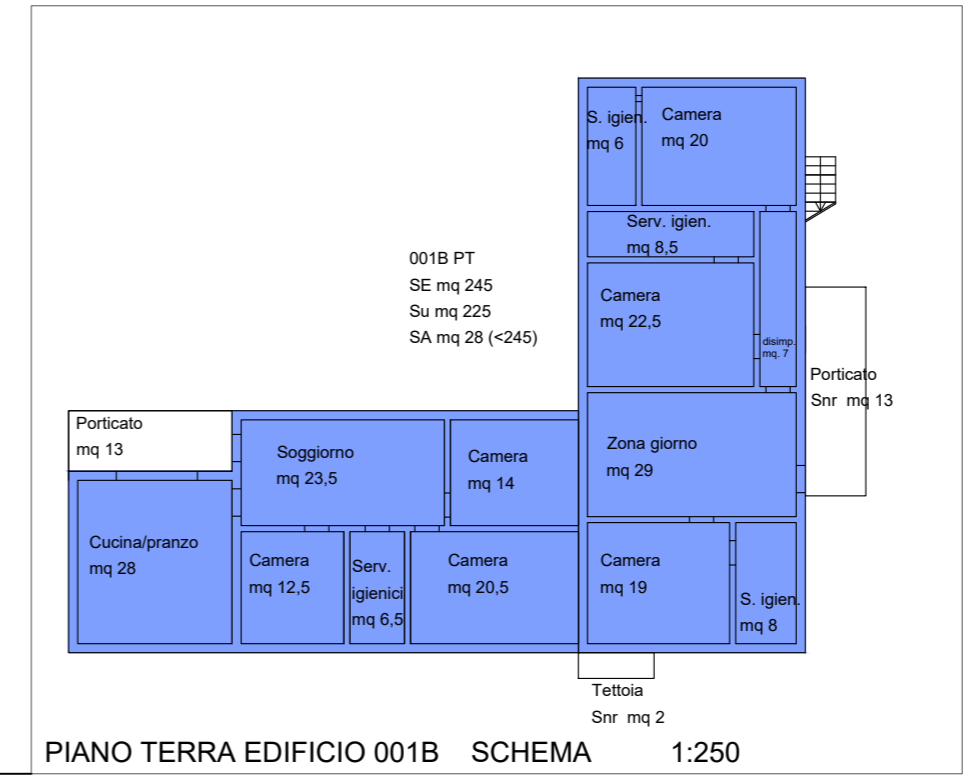 S. igien.
mq 6
Camera
mq 20
Serv. igien.
mq 8,5
001B PT
SE mq 245
Su mq 225
SA mq 28 (<245)
Camera
mq 22,5
disimp.
mq. 7
Porticato
Snr mq 13
Porticato
mq 13
Soggiorno
mq 23,5
Camera
mq 14
Zona giorno
mq 29
Cucina/pranzo
mq 28
Camera
mq 12,5
Serv.
igienici
mq 6,5
Camera
mq 20,5
Camera
mq 19
S. igien.
mq 8
Tettoia
Snr mq 2
PIANO TERRA EDIFICIO 001B SCHEMA 1:250